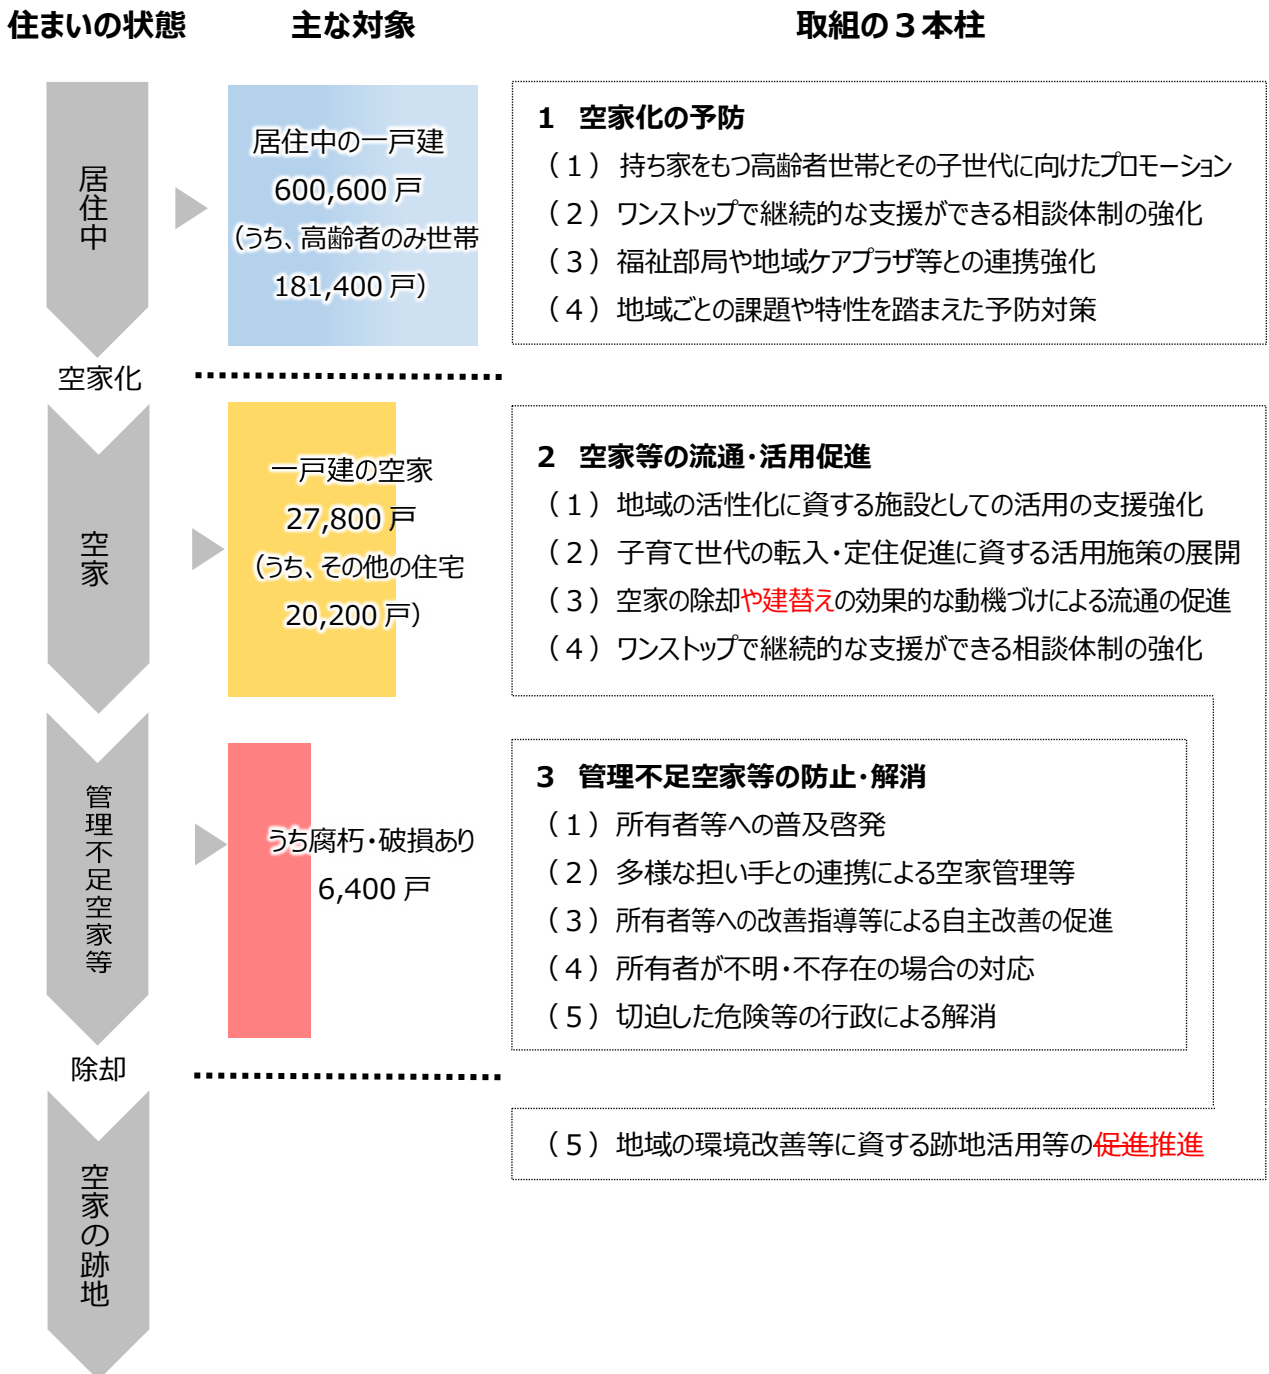 住まいの状態
主な対象
取組の３本柱
居住中
居住中の一戸建
600,600 戸
（うち、高齢者のみ世帯
181,400 戸）
1 空家化の予防
（１）持ち家をもつ高齢者世帯とその子世代に向けたプロモーション
（２）ワンストップで継続的な支援ができる相談体制の強化
（３）福祉部局や地域ケアプラザ等との連携強化
（４）地域ごとの課題や特性を踏まえた予防対策
空家化
空家
一戸建の空家
27,800 戸
（うち、その他の住宅
20,200 戸）
2 空家等の流通・活用促進
（１）地域の活性化に資する施設としての活用の支援強化
（２）子育て世代の転入・定住促進に資する活用施策の展開
（３）空家の除却や建替えの効果的な動機づけによる流通の促進
（４）ワンストップで継続的な支援ができる相談体制の強化
管理不足空家等
うち腐朽・破損あり
6,400 戸
3 管理不足空家等の防止・解消
（１）所有者等への普及啓発
（２）多様な担い手との連携による空家管理等
（３）所有者等への改善指導等による自主改善の促進
（４）所有者が不明・不存在の場合の対応
（５）切迫した危険等の行政による解消
除却
（５）地域の環境改善等に資する跡地活用等の促進推進
空家の跡地